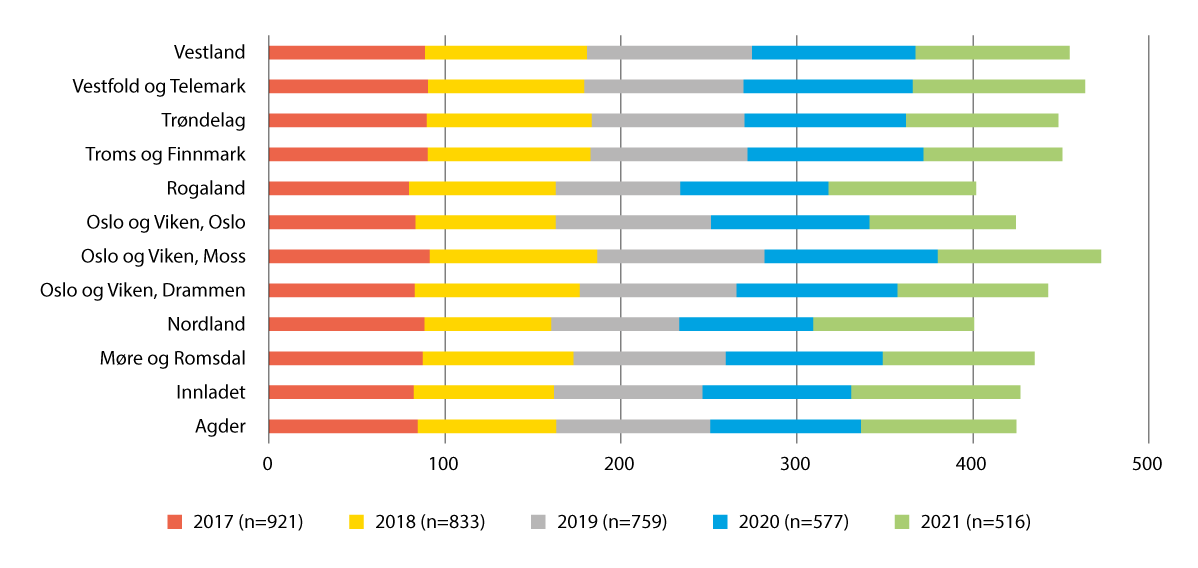 Vestland
Vestfold og Telemark
Trøndelag
Troms og Finnmark
Rogaland
Oslo og Viken, Oslo
Oslo og Viken, Moss
Oslo og Viken, Drammen
Nordland
Møre og Romsdal
Innladet
Agder
0 100 200 300 400 500
2017 (n=921) 2018 (n=833) 2019 (n=759) 2020 (n=577) 2021 (n=516)